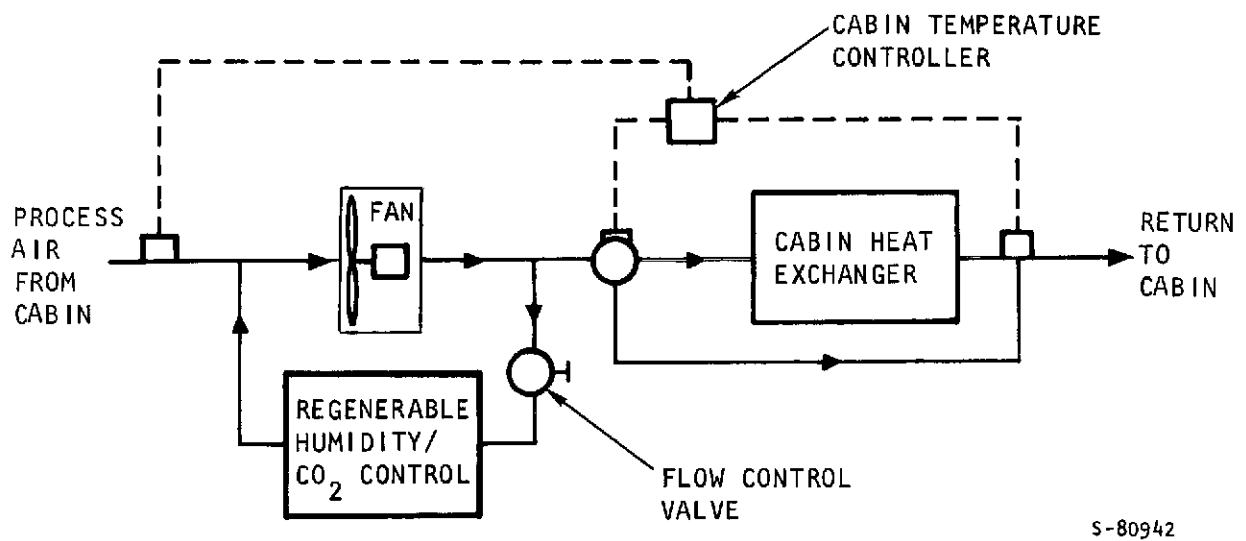 CABIN TEMPERATURE
CONTROLLER
PROCESS
AIR
FROM
CABIN
FAN
CABIN HEAT
EXCHANGER
RETURN
TO
CABIN
REGENERABLE
HUMIDITY/
CO₂ CONTROL
FLOW CONTROL
VALVE
S-80942